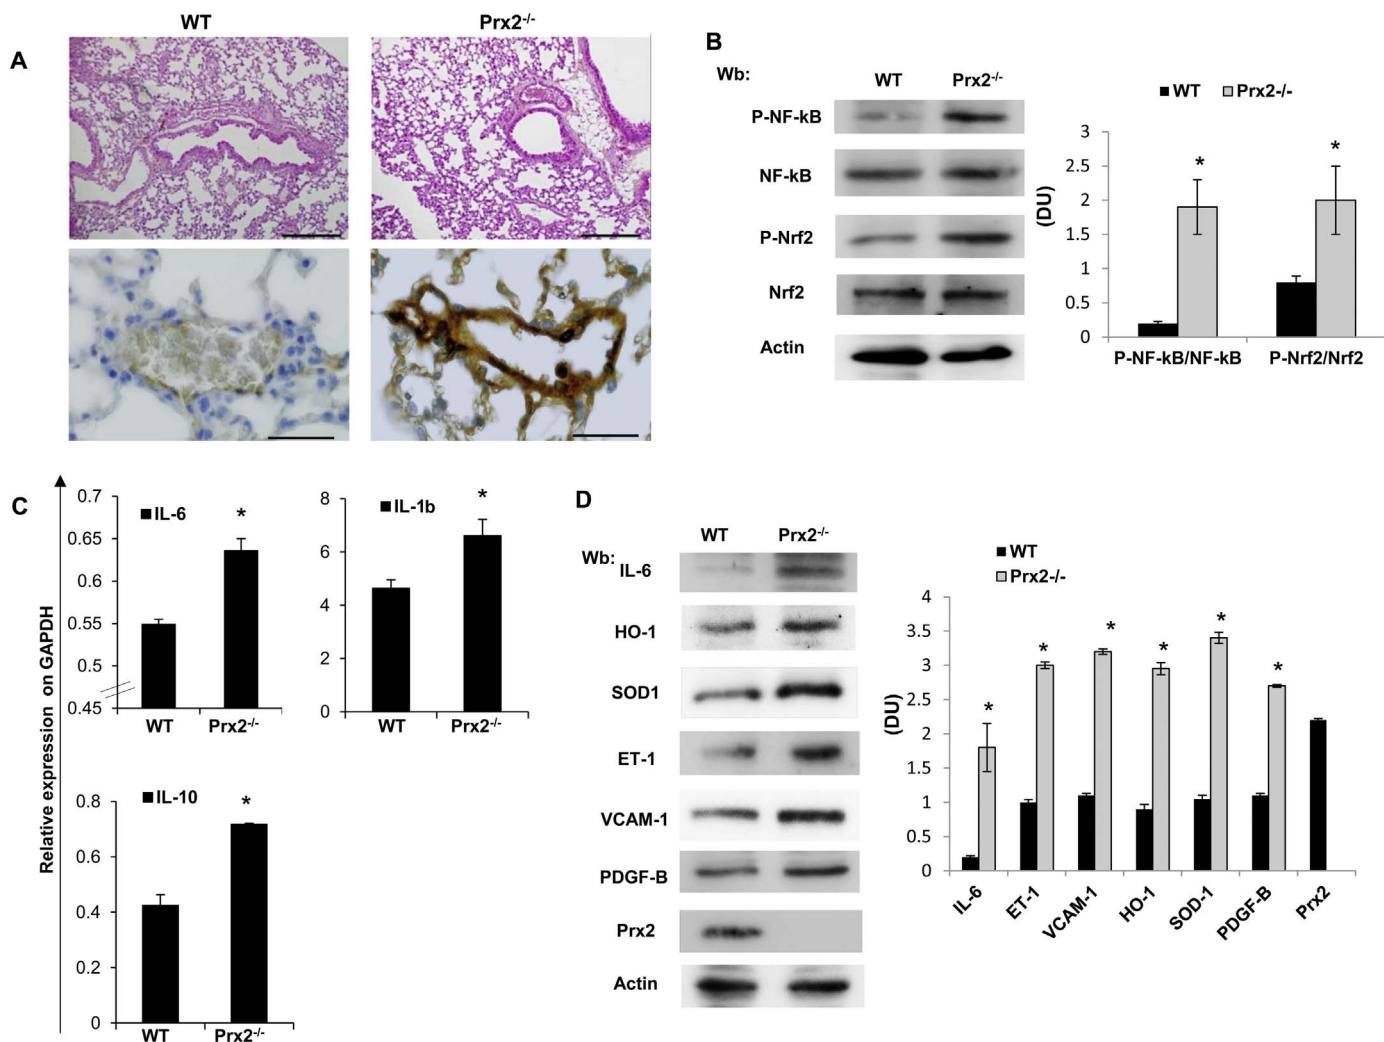 WT Prx2-/-
A
B
Wb: WT Prx2-/-
P-NF-kB
NF-kB
P-Nrf2
Nrf2
Actin
WT Prx2-/-
(DU)
3
2.5
2
1.5
1
0.5
0
* *
P-NF-kB/NF-kB P-Nrf2/Nrf2
C
Relative expression on GAPDH
IL-6
*
0.7
0.65
0.6
0.55
0.5
0.45
WT Prx2-/-
IL-1b
*
8
6
4
2
0
WT Prx2-/-
IL-10
*
0.8
0.6
0.4
0.2
0
WT Prx2-/-
D
WT Prx2-/-
Wb: IL-6
HO-1
SOD1
ET-1
VCAM-1
PDGF-B
Prx2
Actin
WT
Prx2-/-
(DU)
4
3.5
3
2.5
2
1.5
1
0.5
0
* * * * * *
IL-6 ET-1 VCAM-1 HO-1 SOD-1 PDGF-B Prx2